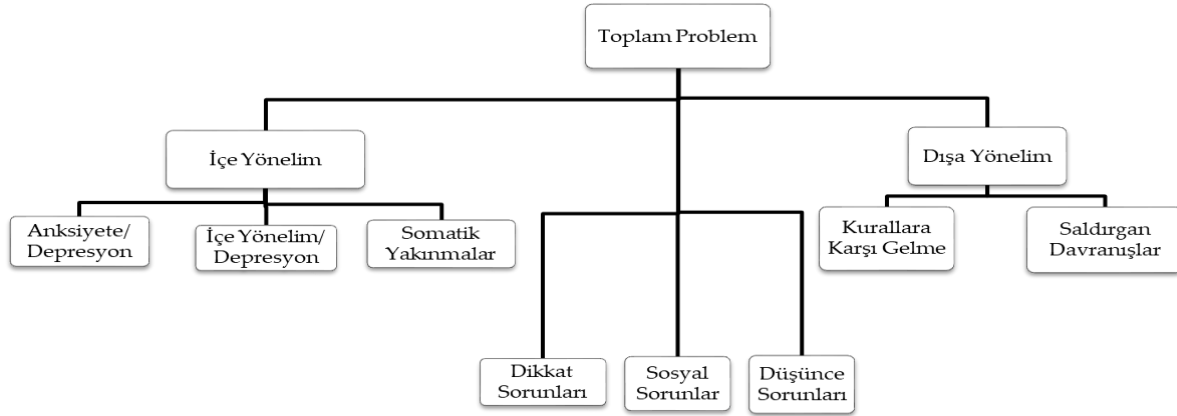 Toplam Problem
İçe Yönelim
Dışa Yönelim
Anksiyete/
Depresyon
İçe Yönelim/
Depresyon
Somatik
Yakınmalar
Kurallara
Karşı Gelme
Saldırgan
Davranışlar
Dikkat
Sorunları
Sosyal
Sorunlar
Düşünce
Sorunları